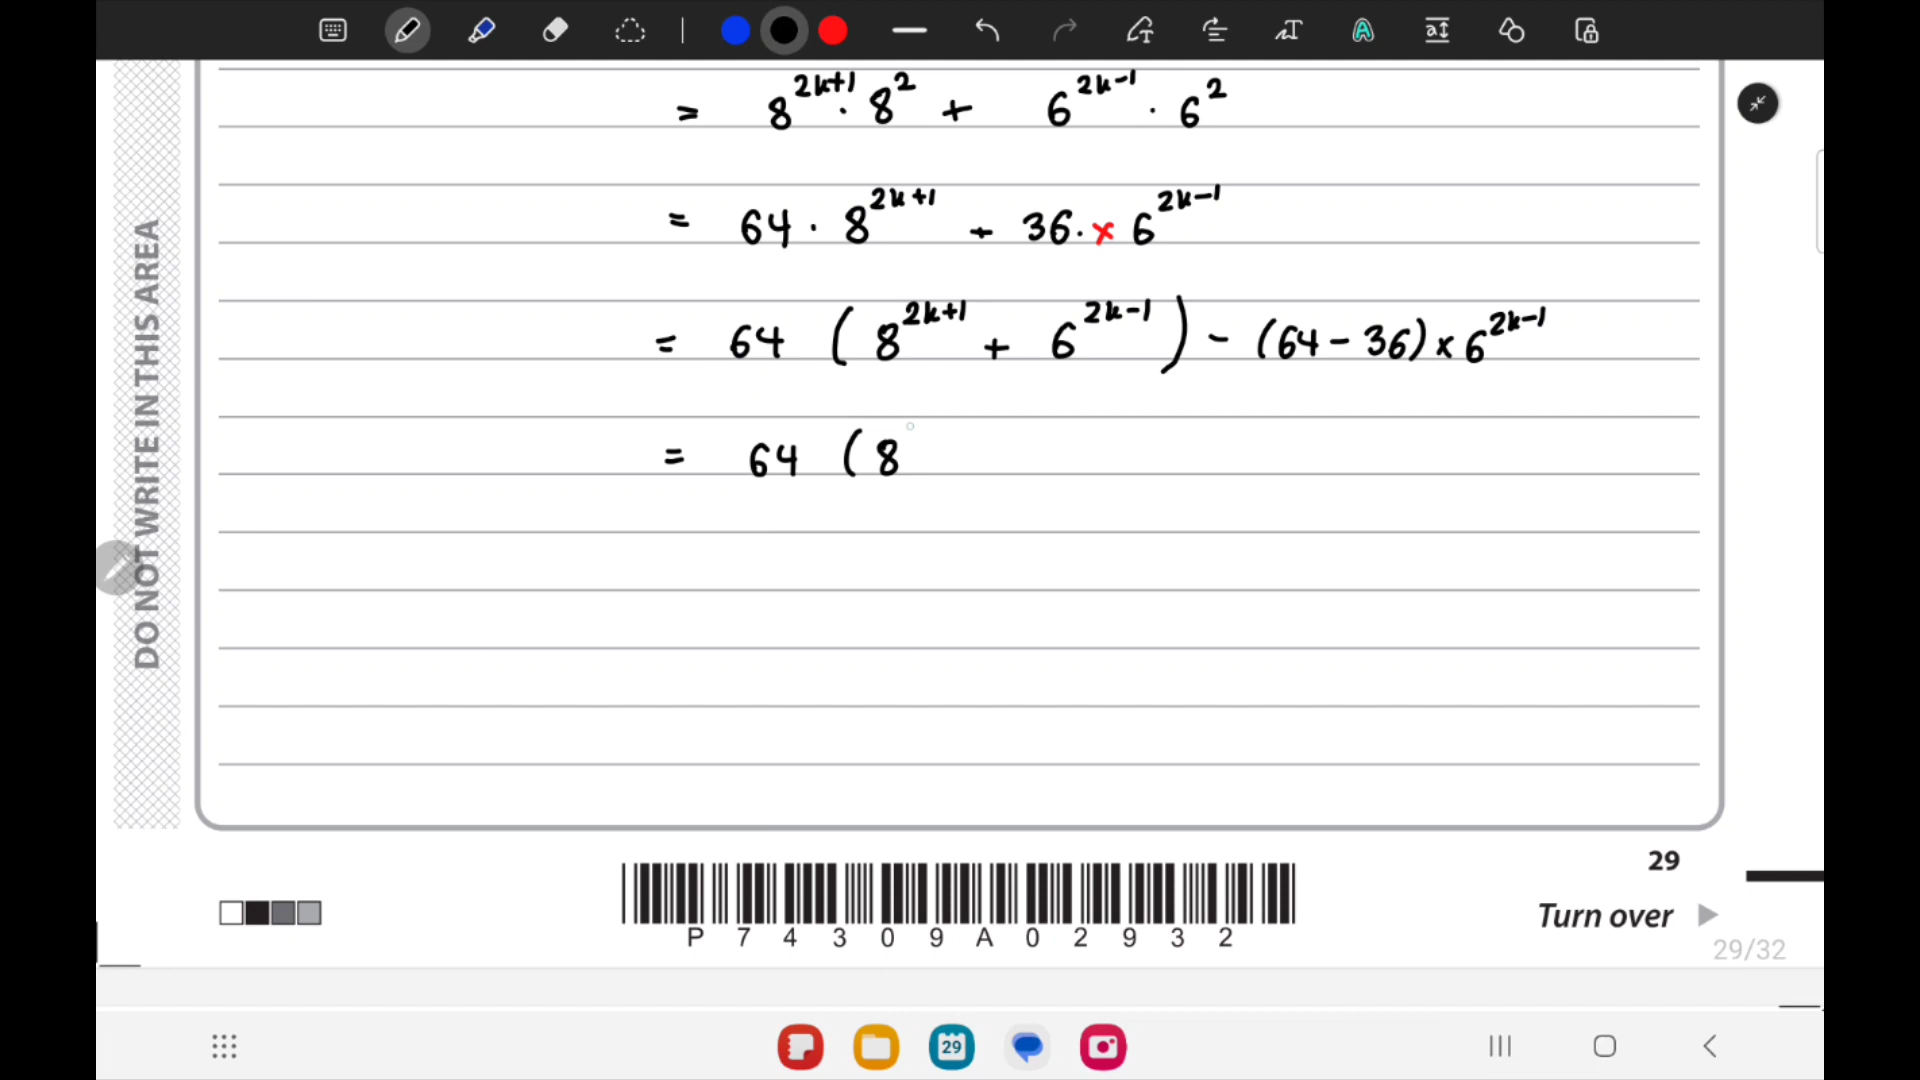 = 8^{2k+1} · 8^2 + 6^{2k-1} · 6^2
= 64 · 8^{2k+1} + 36 · × 6^{2k-1}
= 64 ( 8^{2k+1} + 6^{2k-1} ) - (64 - 36) × 6^{2k-1}
= 64 ( 8
DO NOT WRITE IN THIS AREA
29
P 7 4 3 0 9 A 0 2 9 3 2
Turn over
29/32
29